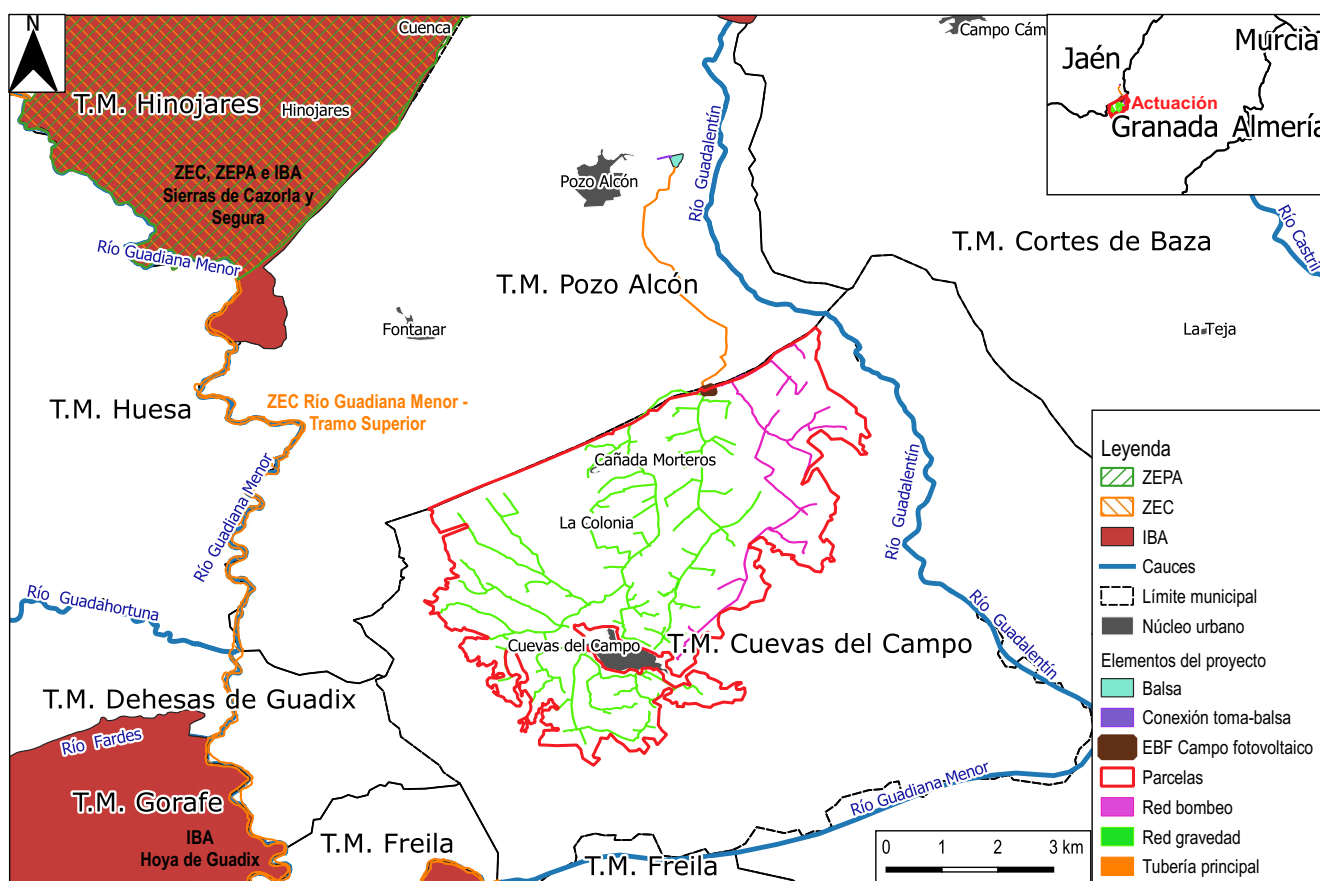 N
Cuenca
Campo Cám
Murcia
Jaén
Actuación
Granada
Almería
T.M. Hinojares
Hinojares
ZEC, ZEPA e IBA
Sierras de Cazorla y
Segura
Pozo Alcón
Río Guadalentín
Río Castril
T.M. Cortes de Baza
Río Guadiana Menor
T.M. Pozo Alcón
Fontanar
La Teja
T.M. Huesa
ZEC Río Guadiana Menor -
Tramo Superior
Cañada Morteros
La Colonia
Río Guadiana Menor
Río Guadalentín
Río Guadahortuna
Río Guadalentín
Cuevas del Campo
T.M. Cuevas del Campo
T.M. Dehesas de Guadix
Río Fardes
T.M. Gorafe
Río Guadiana Menor
IBA
Hoya de Guadix
T.M. Freila
T.M. Freila
Leyenda
ZEPA
ZEC
IBA
Cauces
Límite municipal
Núcleo urbano
Elementos del proyecto
Balsa
Conexión toma-balsa
EBF Campo fotovoltaico
Parcelas
Red bombeo
Red gravedad
Tubería principal
0 1 2 3 km